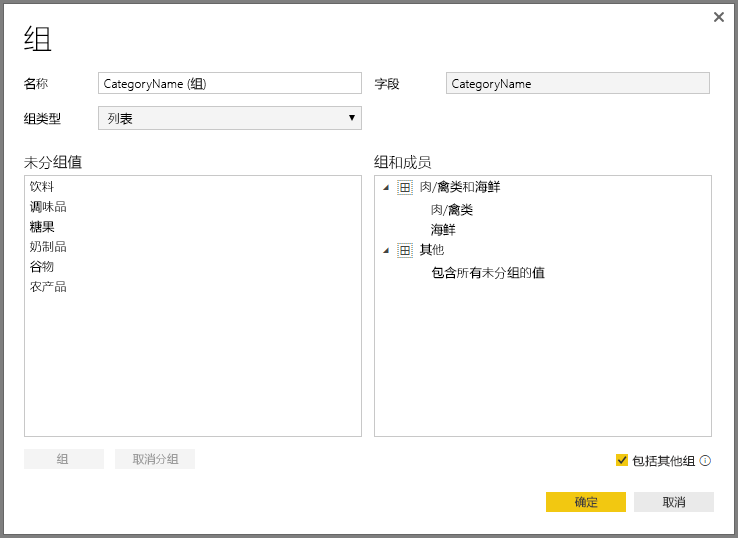 组
名称 CategoryName (组) 字段 CategoryName
组类型 列表
未分组值
饮料
调味品
糖果
奶制品
谷物
农产品
组和成员
肉/禽类和海鲜
肉/禽类
海鲜
其他
包含所有未分组的值
组 取消分组
包括其他组
确定 取消